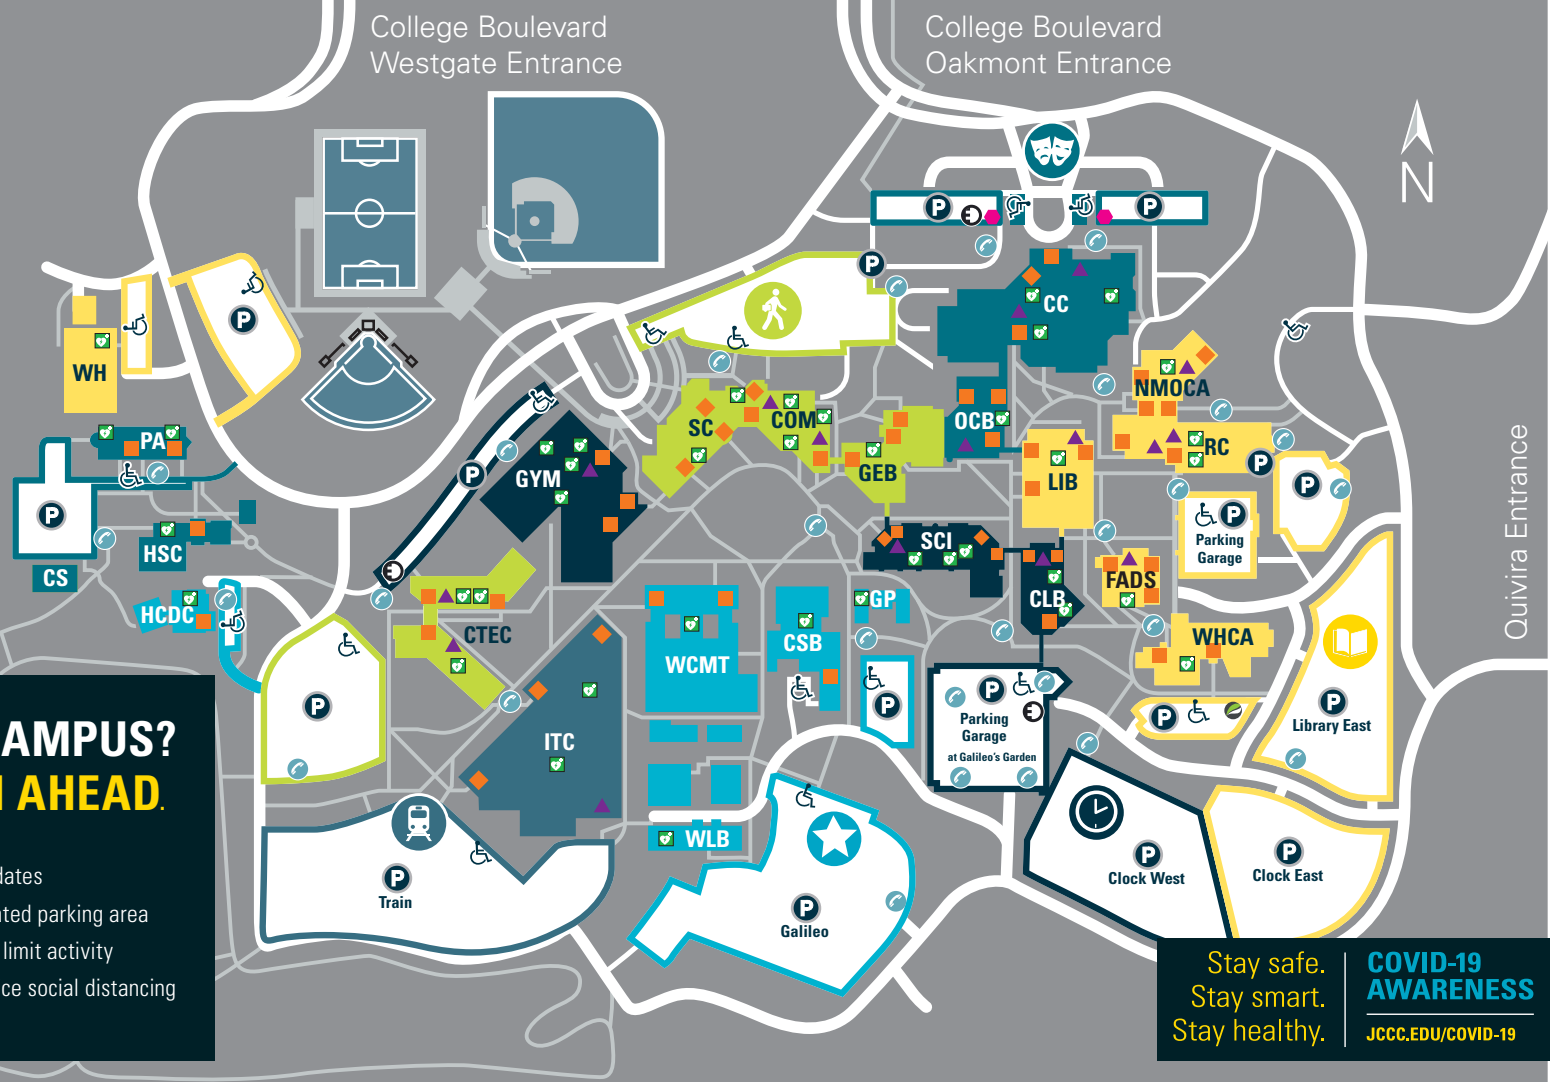 College Boulevard
Westgate Entrance
College Boulevard
Oakmont Entrance
N
P
P
P
P
CC
WH
NMOCA
PA
SC
COM
OCB
RC
GYM
GEB
LIB
P
P
P
P
P
Parking
Garage
Quivira Entrance
HSC
CS
SCI
FADS
HCDC
CLB
GP
CTEC
CSB
WCMT
WHCA
P
P
P
Parking
Garage
at Galileo's Garden
P
P
Library East
ITC
AMPUS?
AHEAD.
WLB
dates
ated parking area
limit activity
ce social distancing
P
Train
P
Galileo
P
Clock West
P
Clock East
Stay safe.
Stay smart.
Stay healthy.
COVID-19
AWARENESS
JCCC.EDU/COVID-19